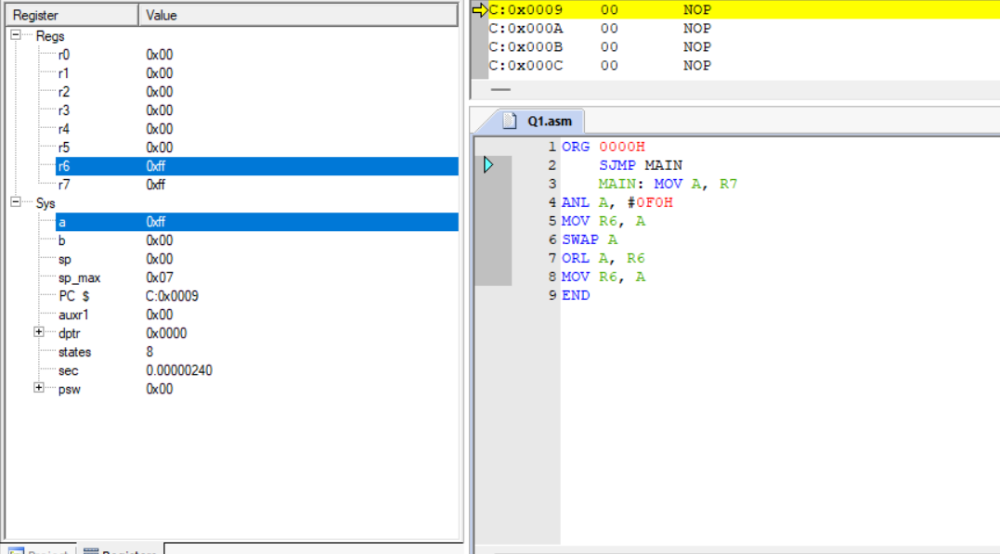 Register Value
Regs
r0 0x00
r1 0x00
r2 0x00
r3 0x00
r4 0x00
r5 0x00
r6 0xff
r7 0xff
Sys
a 0xff
b 0x00
sp 0x00
sp_max 0x07
PC $ C:0x0009
auxr1 0x00
dptr 0x0000
states 8
sec 0.00000240
psw 0x00
C:0x0009 00 NOP
C:0x000A 00 NOP
C:0x000B 00 NOP
C:0x000C 00 NOP
Q1.asm
1 ORG 0000H
2 SJMP MAIN
3 MAIN: MOV A, R7
4 ANL A, #0F0H
5 MOV R6, A
6 SWAP A
7 ORL A, R6
8 MOV R6, A
9 END